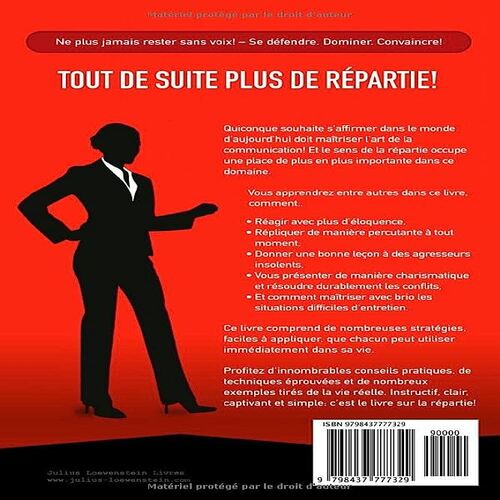 Matériel protégé par le droit d'auteur
Ne plus jamais rester sans voix! – Se défendre. Dominer. Convaincre!
TOUT DE SUITE PLUS DE RÉPARTIE!
Quiconque souhaite s'affirmer dans le monde
d'aujourd'hui doit maîtriser l'art de la
communication! Et le sens de la répartie occupe
une place de plus en plus importante dans ce
domaine.
Vous apprendrez entre autres dans ce livre,
comment..
• Réagir avec plus d'éloquence,
• Répliquer de manière percutante à tout
moment,
• Donner une bonne leçon à des agresseurs
insolents,
• Vous présenter de manière charismatique
et résoudre durablement les conflits,
• Et comment maîtriser avec brio les
situations difficiles d'entretien.
Ce livre comprend de nombreuses stratégies,
faciles à appliquer, que chacun peut utiliser
immédiatement dans sa vie.
Profitez d'innombrables conseils pratiques, de
techniques éprouvées et de nombreux
exemples tirés de la vie réelle. Instructif, clair,
captivant et simple: c'est le livre sur la répartie!
ISBN 9798437777329
90000
9 798437 777329
Julius Loewenstein Livres
www.julius-loewenstein.com
Matériel protégé par le droit d'auteur